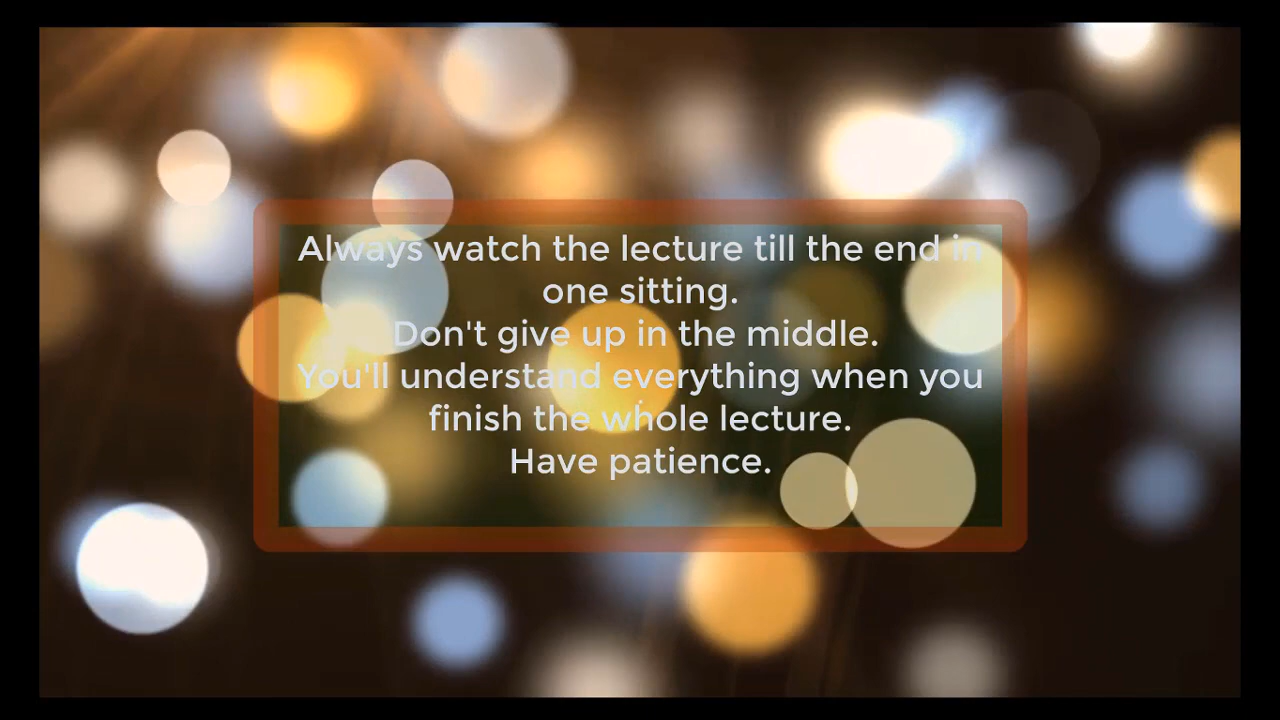 Always watch the lecture till the end in
one sitting.
Don't give up in the middle.
You'll understand everything when you
finish the whole lecture.
Have patience.